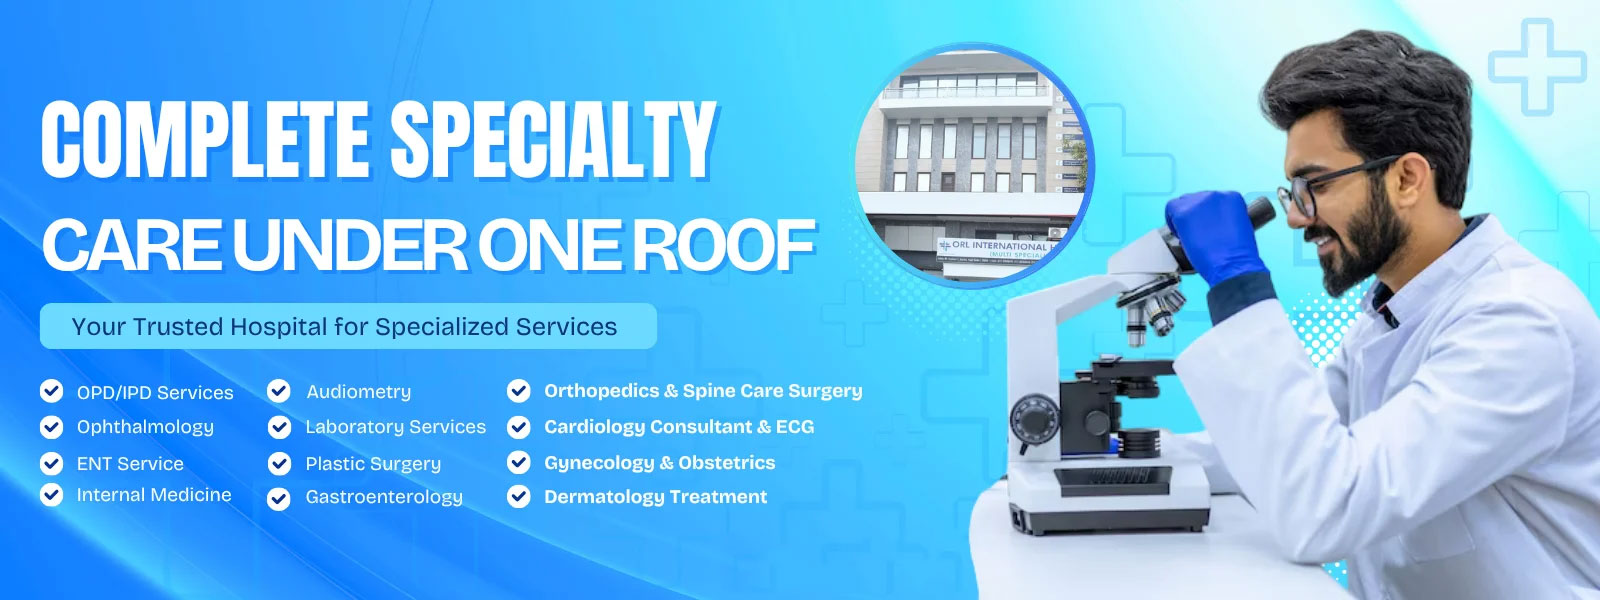 COMPLETE SPECIALTY
CARE UNDER ONE ROOF
Your Trusted Hospital for Specialized Services
OPD/IPD Services
Ophthalmology
ENT Service
Internal Medicine
Audiometry
Laboratory Services
Plastic Surgery
Gastroenterology
Orthopedics & Spine Care Surgery
Cardiology Consultant & ECG
Gynecology & Obstetrics
Dermatology Treatment
ORL INTERNATIONAL
(MULTI